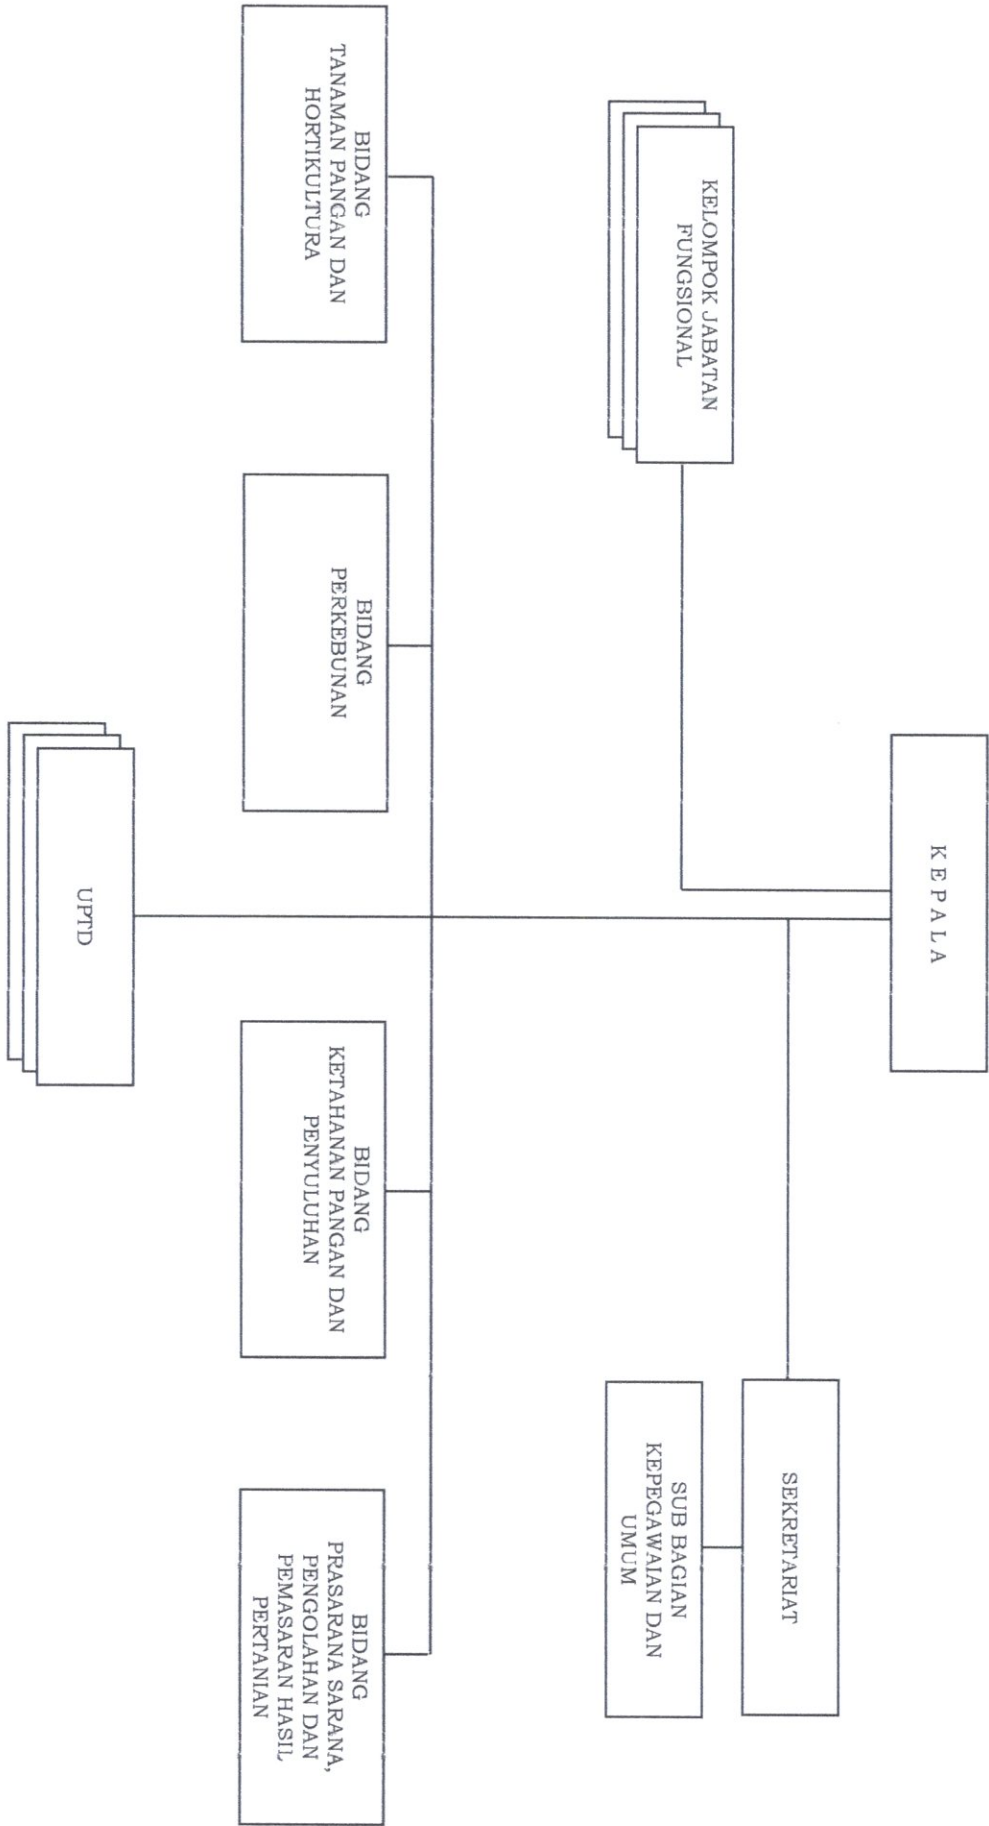 K E P A L A
SEKRETARIAT
SUB BAGIAN
KEPEGAWAIAN DAN
UMUM
KELOMPOK JABATAN
FUNGSIONAL
BIDANG
TANAMAN PANGAN DAN
HORTIKULTURA
BIDANG
PERKEBUNAN
BIDANG
KETAHANAN PANGAN DAN
PENYULUHAN
BIDANG
PRASARANA SARANA,
PENGOLAHAN DAN
PEMASARAN HASIL
PERTANIAN
UPTD